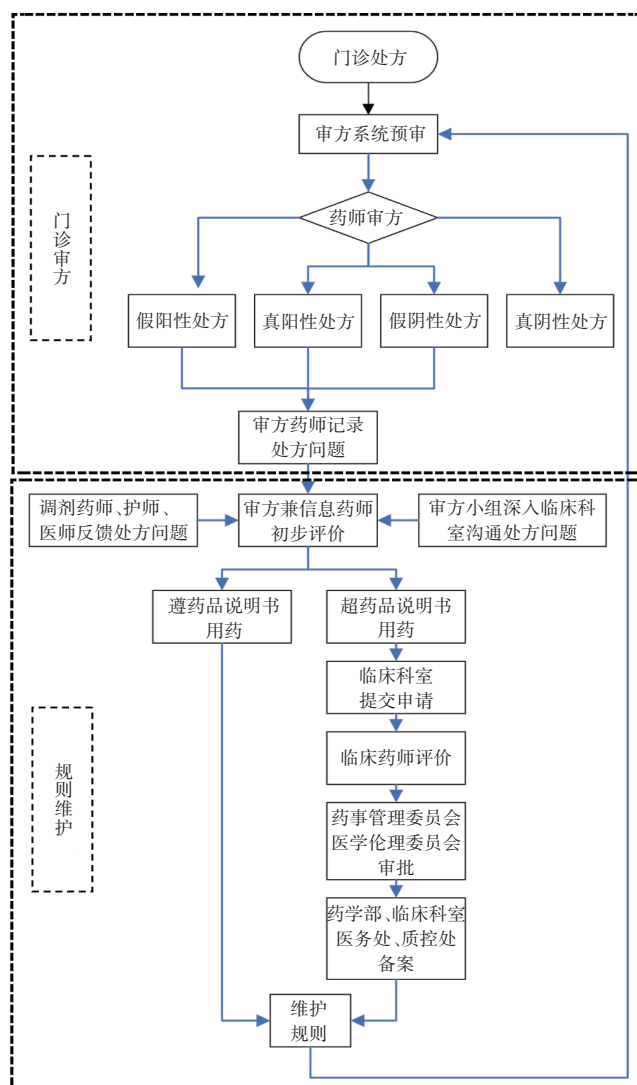 门诊处方
审方系统预审
门诊审方
药师审方
假阳性处方
真阳性处方
假阴性处方
真阴性处方
审方药师记录
处方问题
调剂药师、护师、
医师反馈处方问题
审方兼信息药师
初步评价
审方小组深入临床科
室沟通处方问题
遵药品说明书
用药
超药品说明书
用药
临床科室
提交申请
规则维护
临床药师评价
药事管理委员会
医学伦理委员会
审批
药学部、临床科室
医务处、质控处
备案
维护
规则